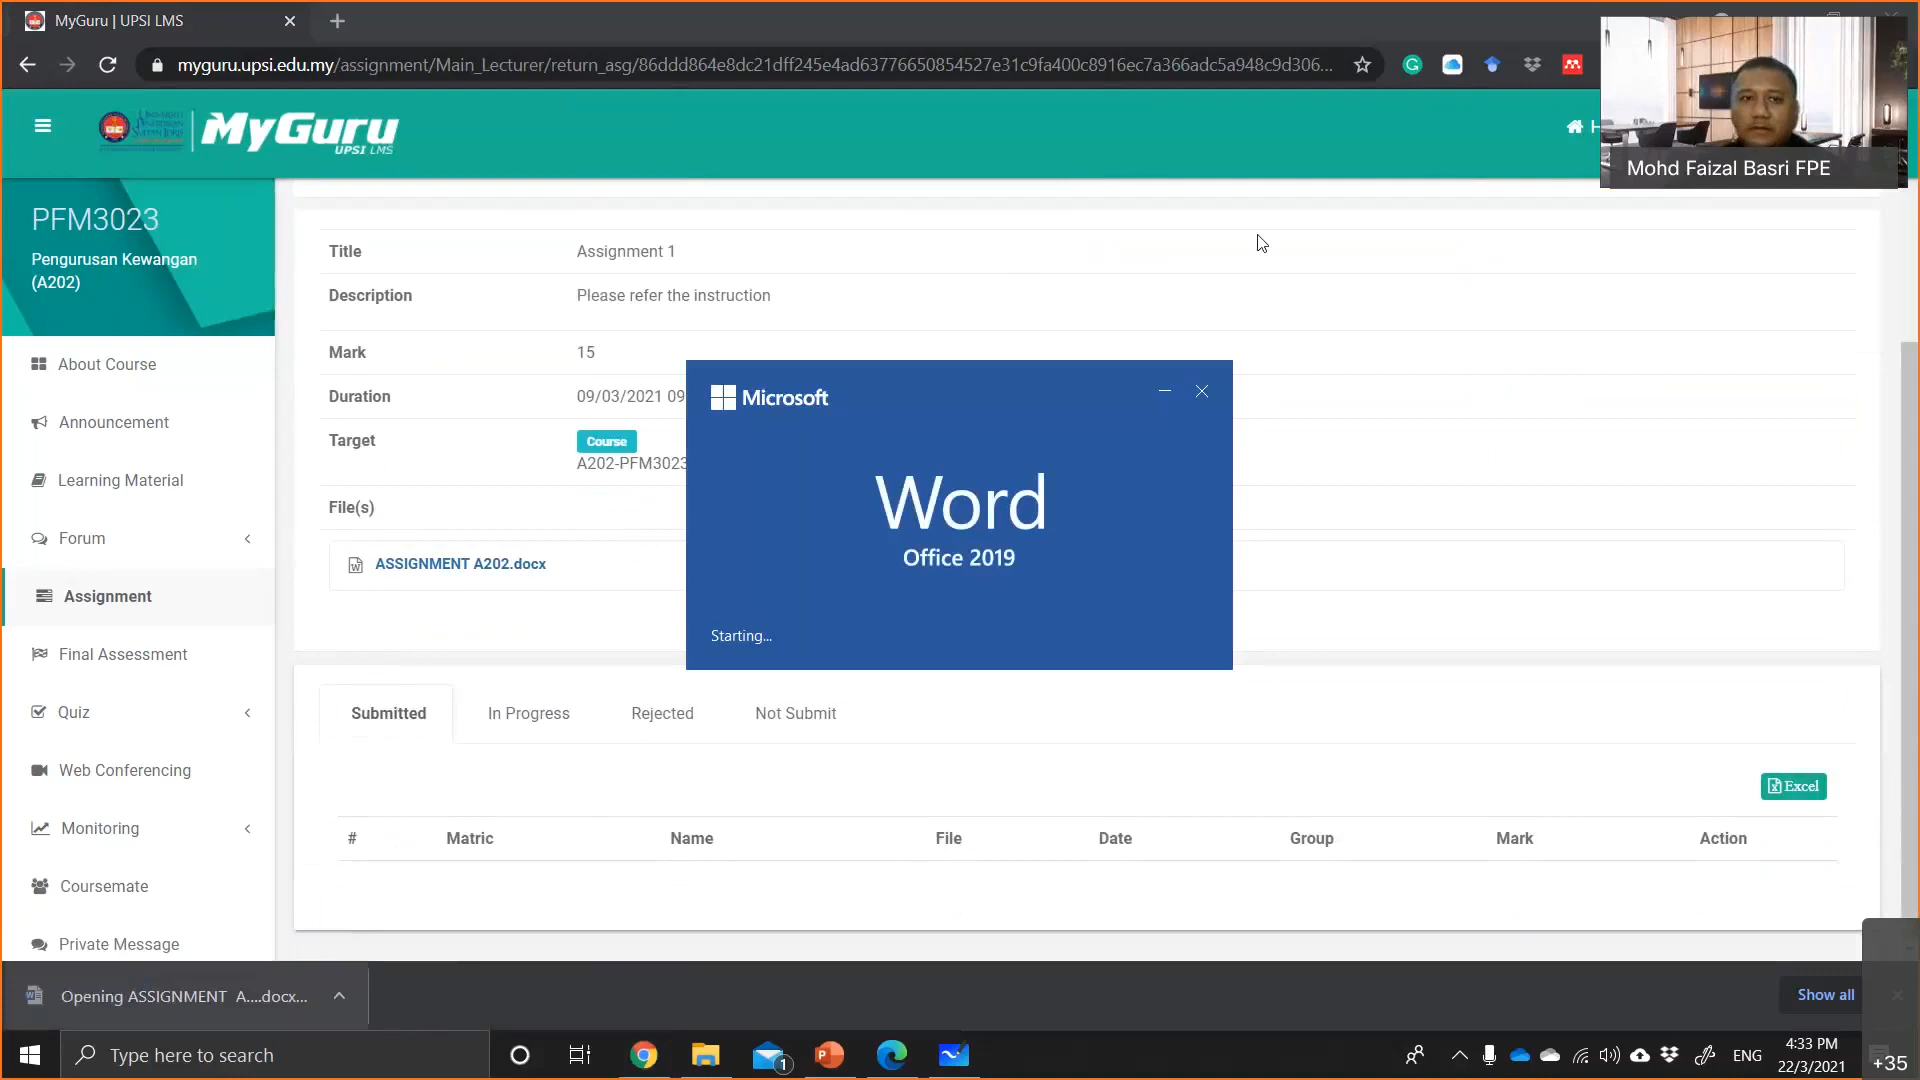 MyGuru | UPSI LMS
myguru.upsi.edu.my/assignment/Main_Lecturer/return_asg/86ddd864e8dc21dff245e4ad63776650854527e31c9fa400c8916ec7a366adc5a948c9d306...
MyGuru
UPSI LMS
H
Mohd Faizal Basri FPE
PFM3023
Pengurusan Kewangan
(A202)
About Course
Announcement
Learning Material
Forum
Assignment
Final Assessment
Quiz
Web Conferencing
Monitoring
Coursemate
Private Message
Title Assignment 1
Description Please refer the instruction
Mark 15
Duration 09/03/2021 09
Target Course
A202-PFM3023
File(s)
ASSIGNMENT A202.docx
Microsoft
Word
Office 2019
Starting...
Submitted In Progress Rejected Not Submit
Excel
# Matric Name File Date Group Mark Action
Opening ASSIGNMENT A....docx...
Show all
Type here to search
1
ENG
4:33 PM
22/3/2021
+35